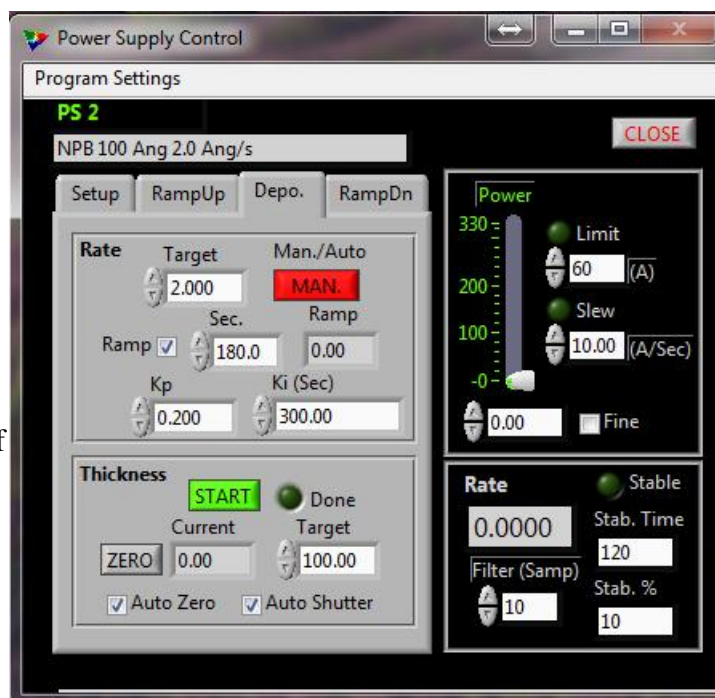 Power Supply Control
Program Settings
PS 2
NPB 100 Ang 2.0 Ang/s
CLOSE
Setup RampUp Depo. RampDn
Rate Target Man./Auto
2.000 MAN.
Sec. Ramp
Ramp 180.0 0.00
Kp Ki (Sec)
0.200 300.00
Thickness
START Done
Current Target
ZERO 0.00 100.00
Auto Zero Auto Shutter
Power
330
200
100
-0
Limit
60 (A)
Slew
10.00 (A/Sec)
0.00 Fine
Rate Stable
0.0000 Stab. Time
120
Filter (Samp) Stab. %
10 10
f